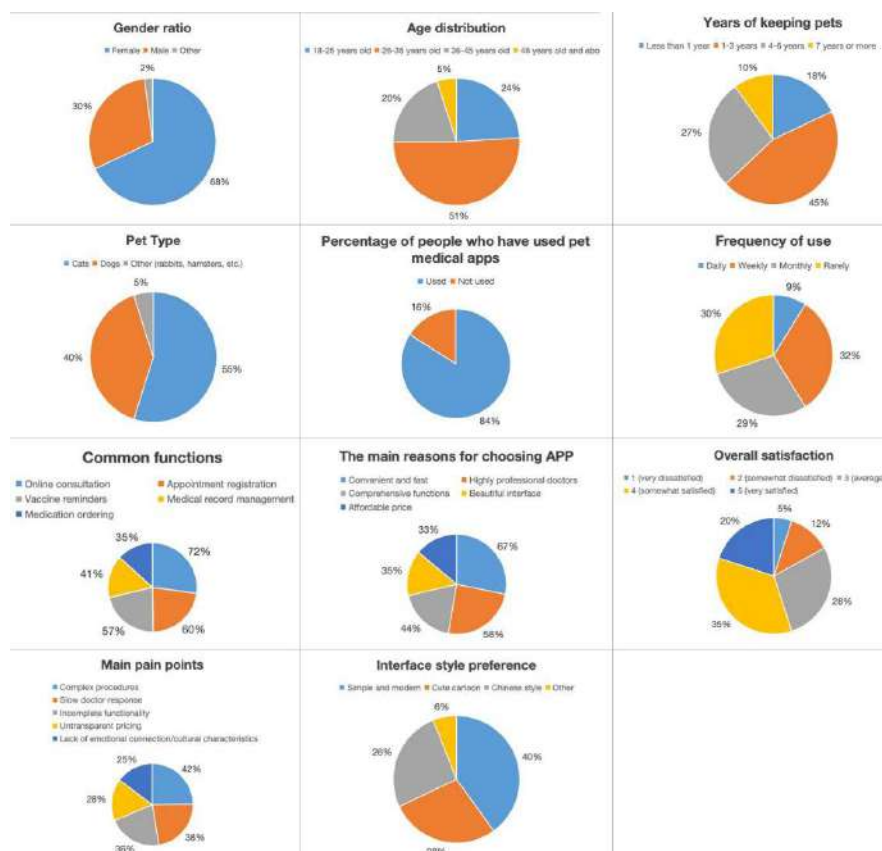 Gender ratio
Female Male Other
2%
30%
68%
Age distribution
18-25 years old 26-35 years old 36-45 years old 46 years old and abo
5%
20%
24%
51%
Years of keeping pets
Less than 1 year 1-3 years 4-6 years 7 years or more
10%
18%
27%
45%
Pet Type
Cats Dogs Other (rabbits, hamsters, etc.)
5%
40%
55%
Percentage of people who have used pet
medical apps
Used Not used
16%
84%
Frequency of use
Daily Weekly Monthly Rarely
9%
30%
32%
29%
Common functions
Online consultation Appointment registration
Vaccine reminders Medical record management
Medication ordering
35%
72%
41%
57%
60%
The main reasons for choosing APP
Convenient and fast Highly professional doctors
Comprehensive functions Beautiful interface
Affordable price
33%
67%
35%
44%
58%
Overall satisfaction
1 (very dissatisfied) 2 (somewhat dissatisfied) 3 (average
4 (somewhat satisfied) 5 (very satisfied)
5%
20%
12%
28%
35%
Main pain points
Complex procedures
Slow doctor response
Incomplete functionality
Untransparent pricing
Lack of emotional connection/cultural characteristics
25%
42%
28%
36%
38%
Interface style preference
Simple and modern Cute cartoon Chinese style Other
6%
26%
40%